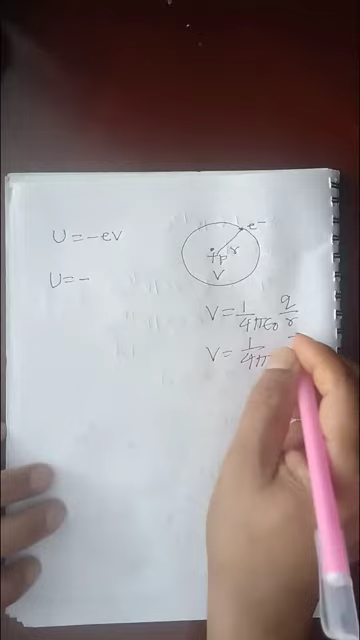 U = -eV
U = -
e⁻
r
+p
V
V = 1/4πε₀ q/r
V = 1/4π